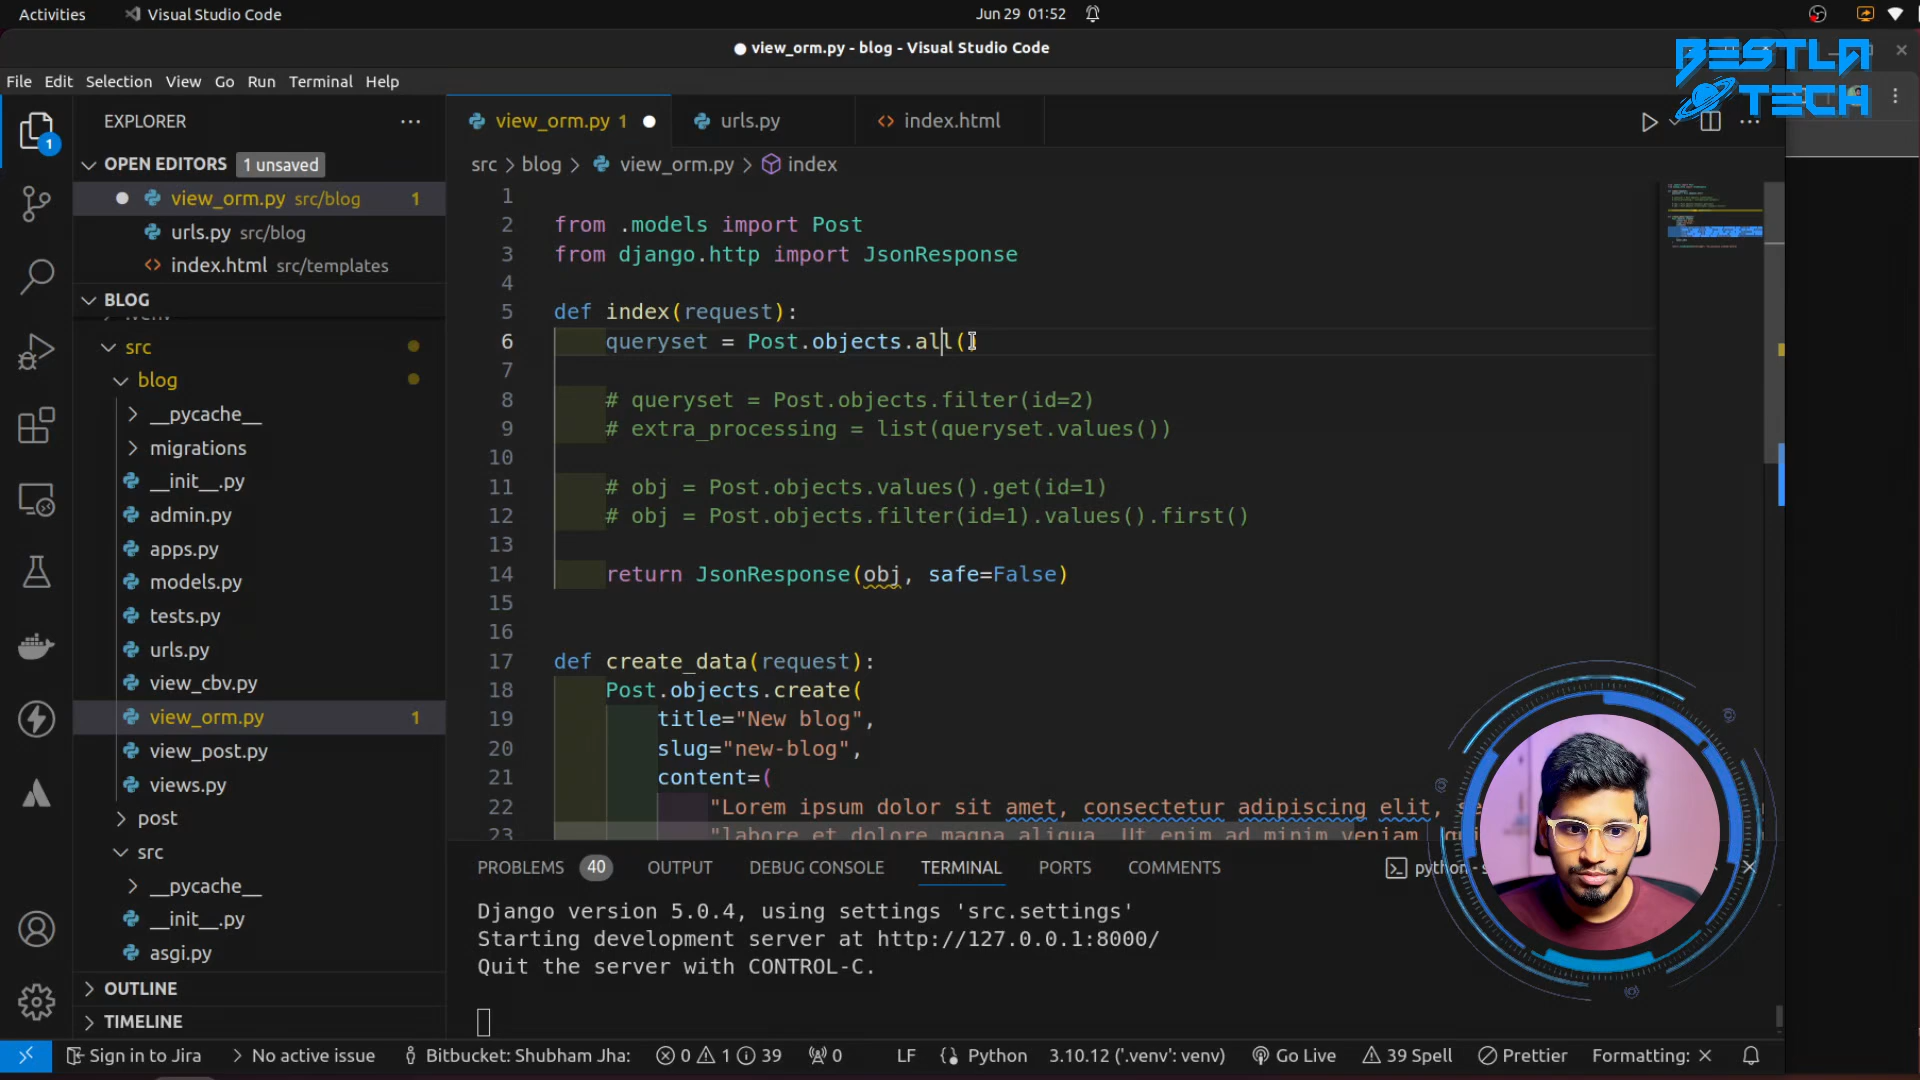 Activities
Visual Studio Code
Jun 29 01:52
view_orm.py - blog - Visual Studio Code
BESTLA
TECH
File Edit Selection View Go Run Terminal Help
EXPLORER
OPEN EDITORS 1 unsaved
view_orm.py src/blog 1
urls.py src/blog
index.html src/templates
BLOG
src
blog
__pycache__
migrations
__init__.py
admin.py
apps.py
models.py
tests.py
urls.py
view_cbv.py
view_orm.py 1
view_post.py
views.py
post
src
__pycache__
__init__.py
asgi.py
OUTLINE
TIMELINE
1
view_orm.py 1
urls.py
index.html
src > blog > view_orm.py > index
1
2 from .models import Post
3 from django.http import JsonResponse
4
5 def index(request):
6 queryset = Post.objects.all()
7
8 # queryset = Post.objects.filter(id=2)
9 # extra_processing = list(queryset.values())
10
11 # obj = Post.objects.values().get(id=1)
12 # obj = Post.objects.filter(id=1).values().first()
13
14 return JsonResponse(obj, safe=False)
15
16
17 def create_data(request):
18 Post.objects.create(
19 title="New blog",
20 slug="new-blog",
21 content=(
22 "Lorem ipsum dolor sit amet, consectetur adipiscing elit,
23 "labore et dolore magna aliqua. Ut enim ad minim veniam,
PROBLEMS 40 OUTPUT DEBUG CONSOLE TERMINAL PORTS COMMENTS
Django version 5.0.4, using settings 'src.settings'
Starting development server at http://127.0.0.1:8000/
Quit the server with CONTROL-C.
Sign in to Jira
No active issue
Bitbucket: Shubham Jha:
0 1 39
0
LF
Python
3.10.12 ('.venv': venv)
Go Live
39 Spell
Prettier
Formatting: